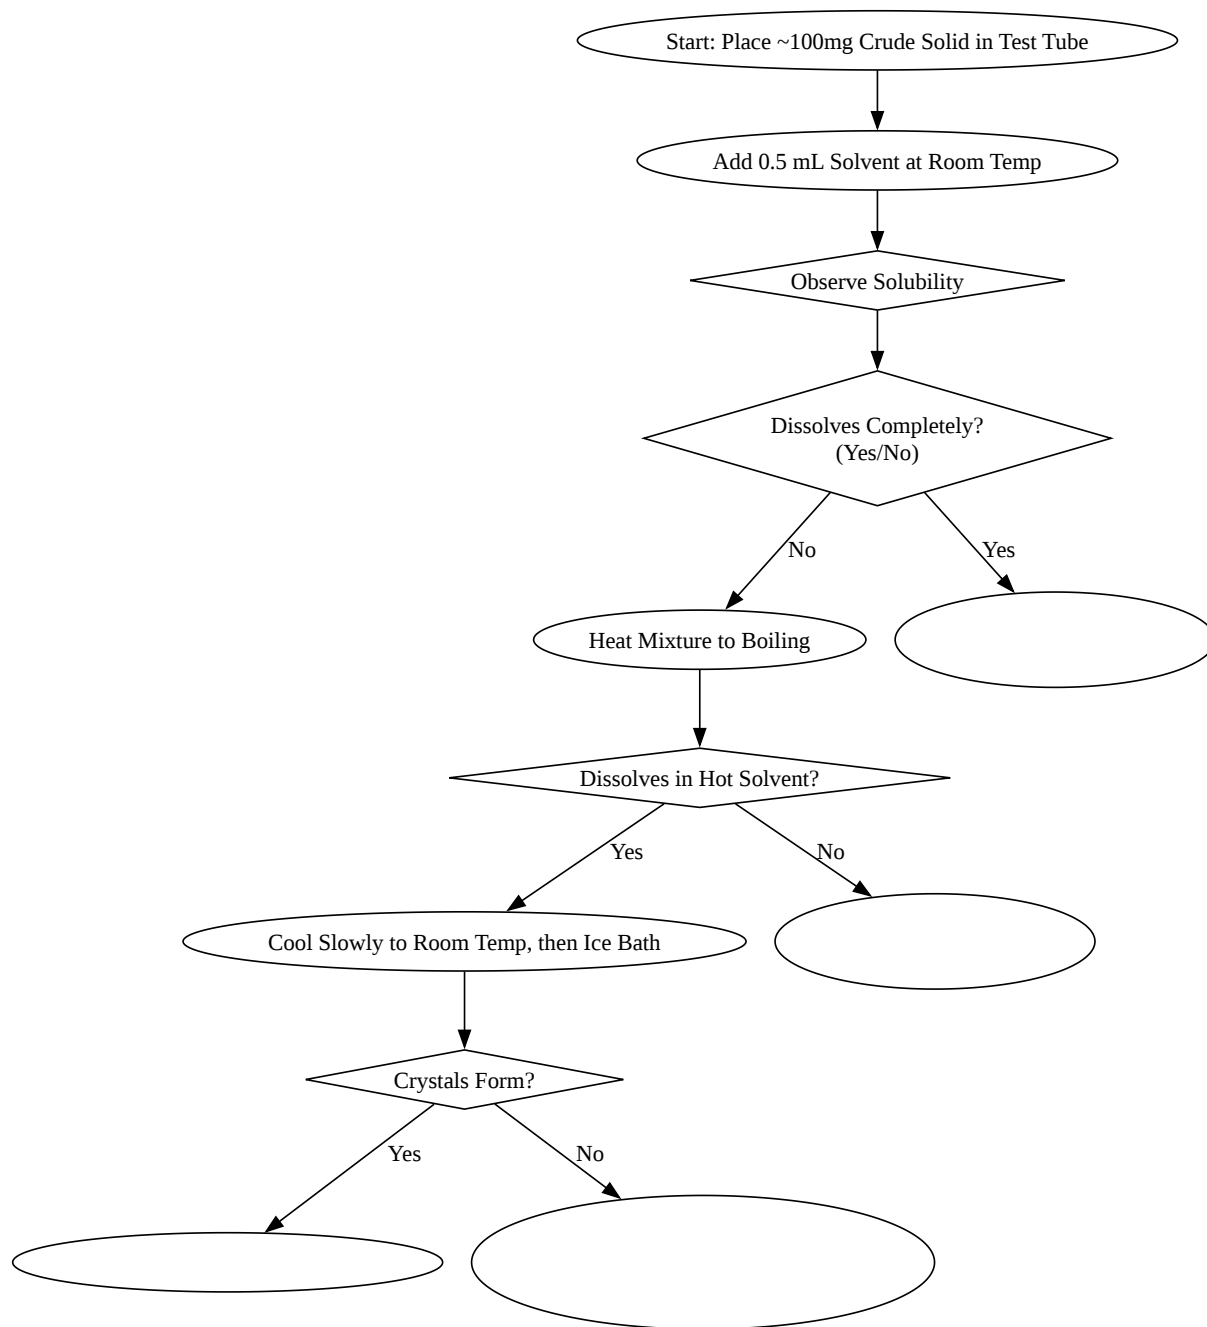 Start: Place ~100mg Crude Solid in Test Tube
Add 0.5 mL Solvent at Room Temp
Observe Solubility
Dissolves Completely?
(Yes/No)
No
Yes
Heat Mixture to Boiling
Dissolves in Hot Solvent?
Yes
No
Cool Slowly to Room Temp, then Ice Bath
Crystals Form?
Yes
No